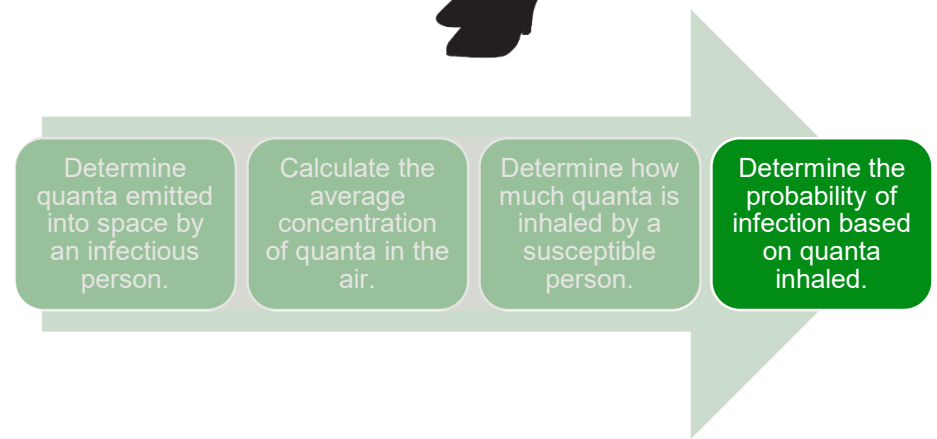 Determine
quanta emitted
into space by
an infectious
person.
Calculate the
average
concentration
of quanta in the
air.
Determine how
much quanta is
inhaled by a
susceptible
person.
Determine the
probability of
infection based
on quanta
inhaled.